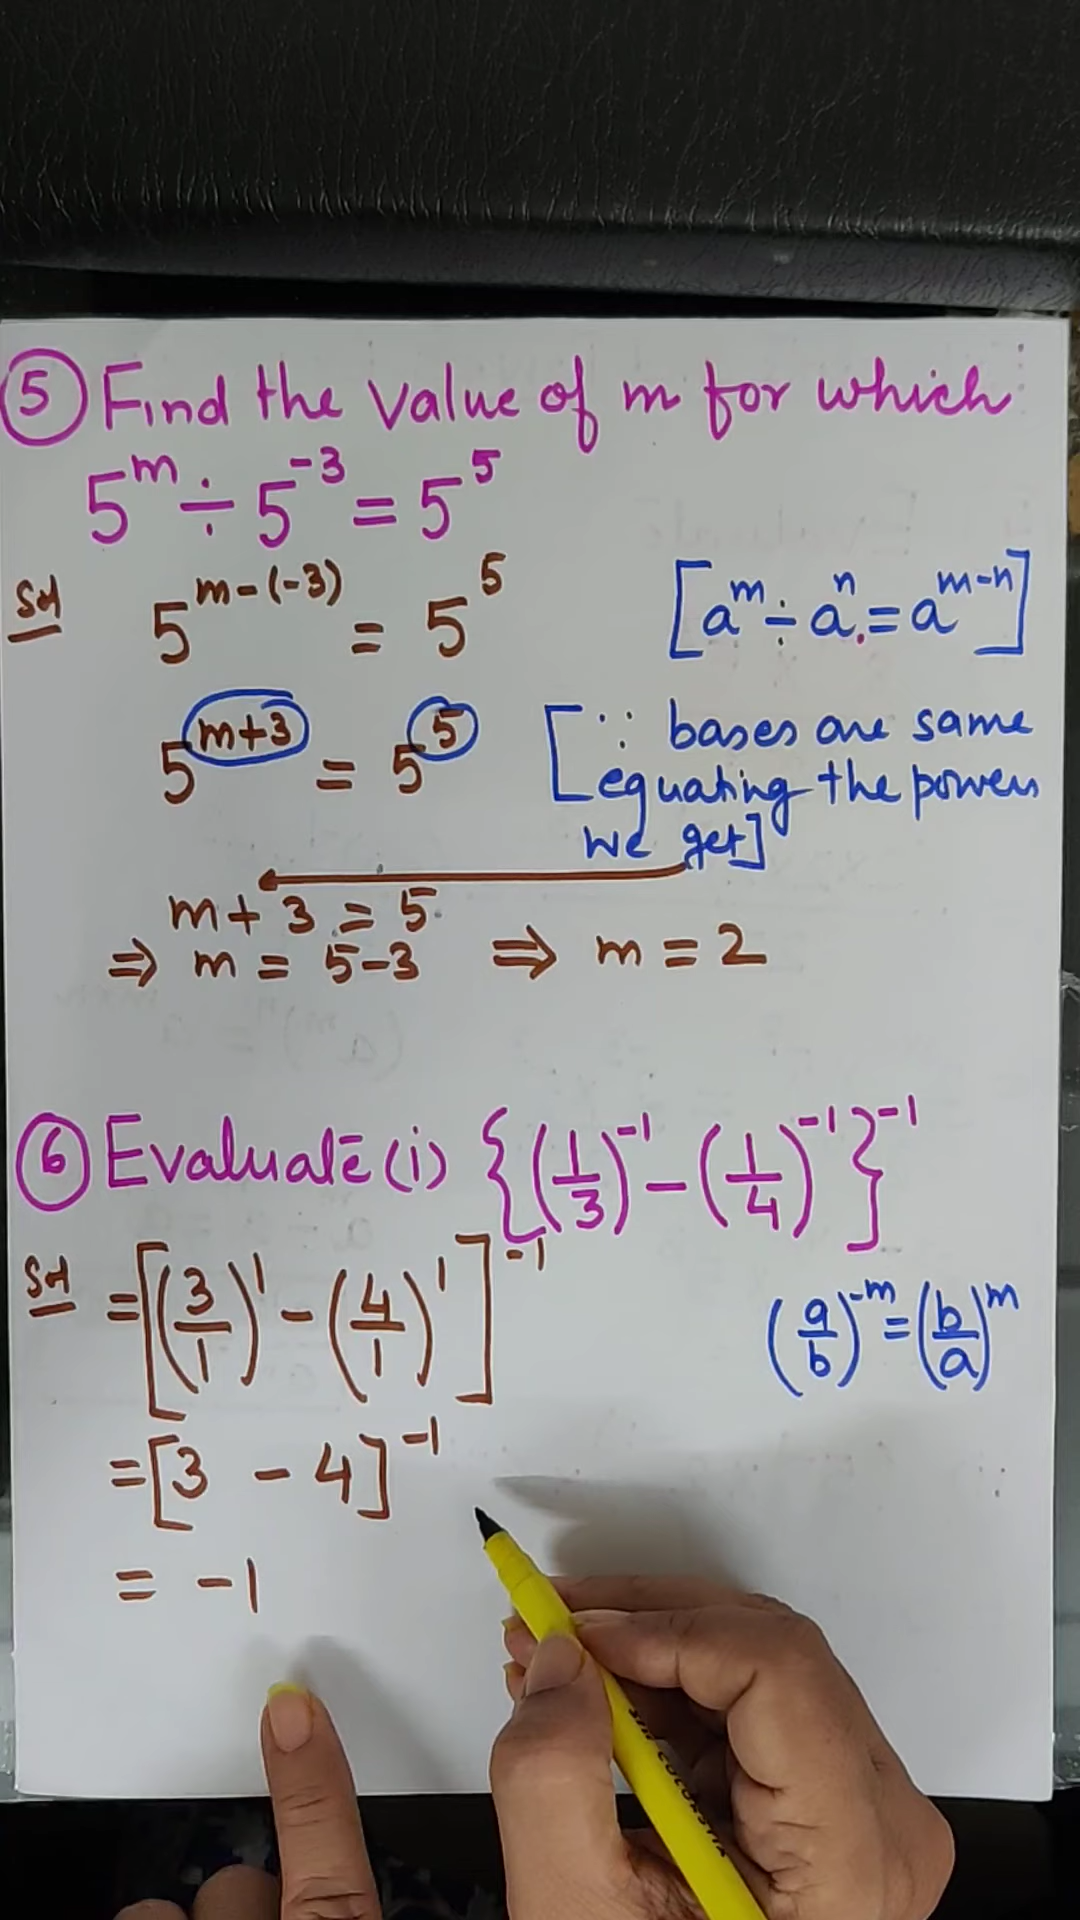 ⑤ Find the value of m for which
5^m ÷ 5^-3 = 5^5
Sol 5^m-(-3) = 5^5 [a^m ÷ a^n = a^m-n]
5^m+3 = 5^5 [∵ bases are same
equating the powers
we get]
m + 3 = 5
⇒ m = 5-3 ⇒ m = 2
⑥ Evaluate (i) {(1/3)^-1 - (1/4)^-1}^-1
Sol = [(3/1)^1 - (4/1)^1]^-1 (a/b)^-m = (b/a)^m
= [3 - 4]^-1
= -1